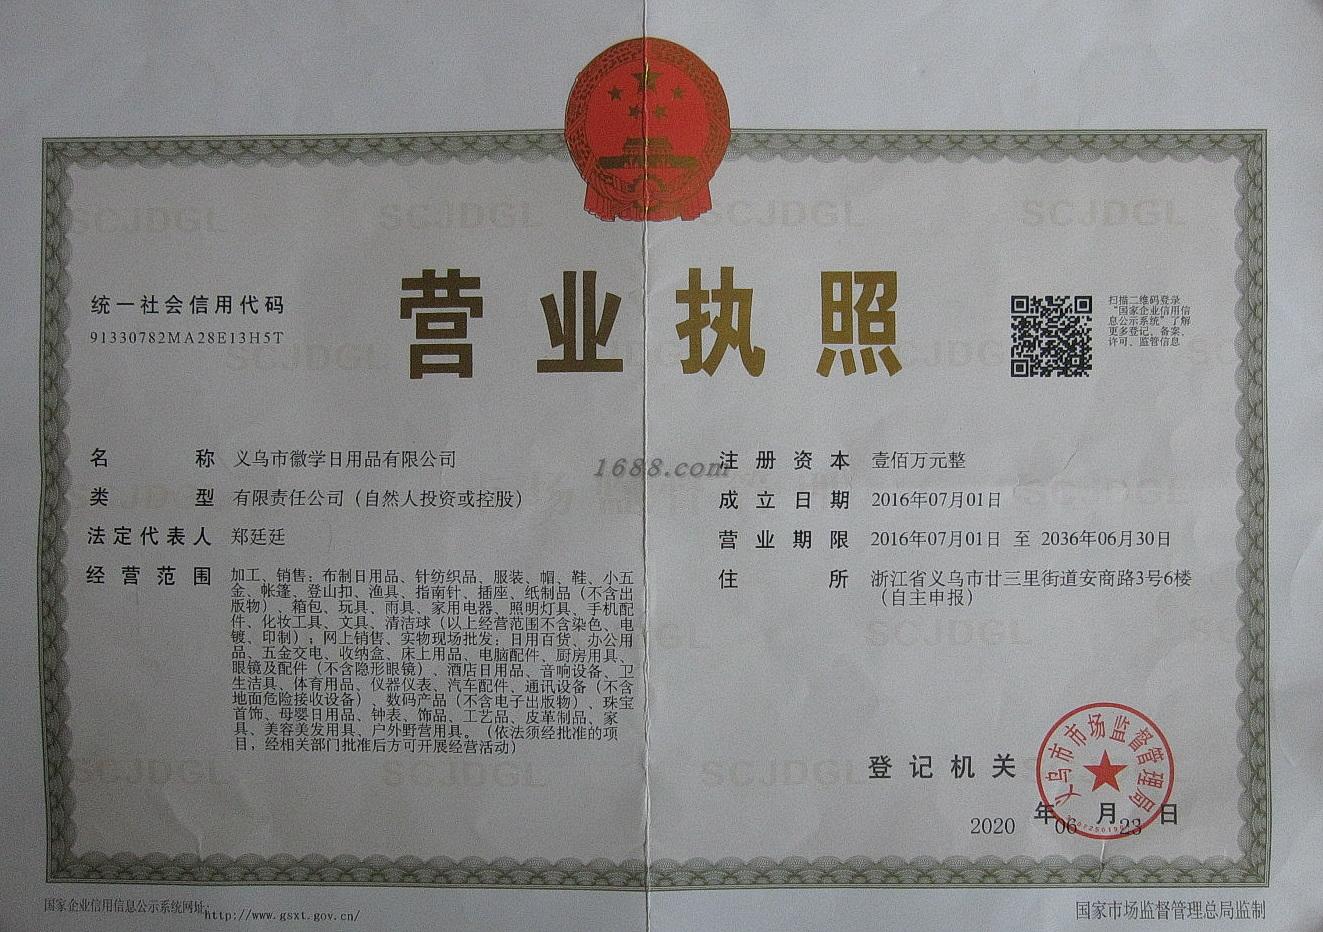 营业执照
统一社会信用代码
91330782MA28E13H5T
扫描二维码登录
“国家企业信用信
息公示系统”了解
更多登记、备案、
许可、监管信息
名称 义乌市徽学日用品有限公司
类型 有限责任公司（自然人投资或控股）
法定代表人 郑廷廷
经营范围 加工、销售：布制日用品、针纺织品、服装、帽、鞋、小五
金、帐篷、登山扣、渔具、指南针、插座、纸制品（不含出
版物）、箱包、玩具、雨具、家用电器、照明灯具、手机配
件、化妆工具、文具、清洁球（以上经营范围不含染色、电
镀、印制）；网上销售、实物现场批发：日用百货、办公用
品、五金交电、收纳盒、床上用品、电脑配件、厨房用具、
眼镜及配件（不含隐形眼镜）、酒店日用品、音响设备、卫
生洁具、体育用品、仪器仪表、汽车配件、通讯设备（不含
地面危险接收设备）、数码产品（不含电子出版物）、珠宝
首饰、母婴日用品、钟表、饰品、工艺品、皮革制品、家
具、美容美发用具、户外野营用具。（依法须经批准的项
目，经相关部门批准后方可开展经营活动）
1688.com
注册资本 壹佰万元整
成立日期 2016年07月01日
营业期限 2016年07月01日 至 2036年06月30日
住所 浙江省义乌市廿三里街道安商路3号6楼
（自主申报）
登记机关
义乌市市场监督管理局
2020 年 06 月 23 日
国家企业信用信息公示系统网址：http://www.gsxt.gov.cn/
国家市场监督管理总局监制
SCJDGL